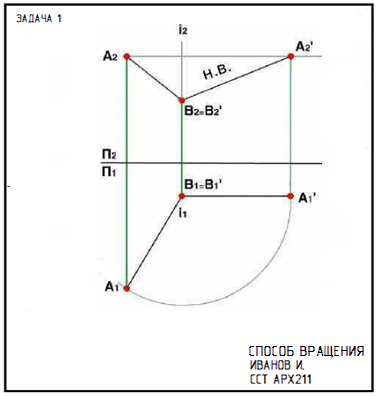 ЗАДАЧА 1
i₂
A₂
A₂'
Н.В.
B₂=B₂'
П₂
П₁
B₁=B₁'
i₁
A₁'
A₁
СПОСОБ ВРАЩЕНИЯ
ИВАНОВ И.
ССТ АРХ211